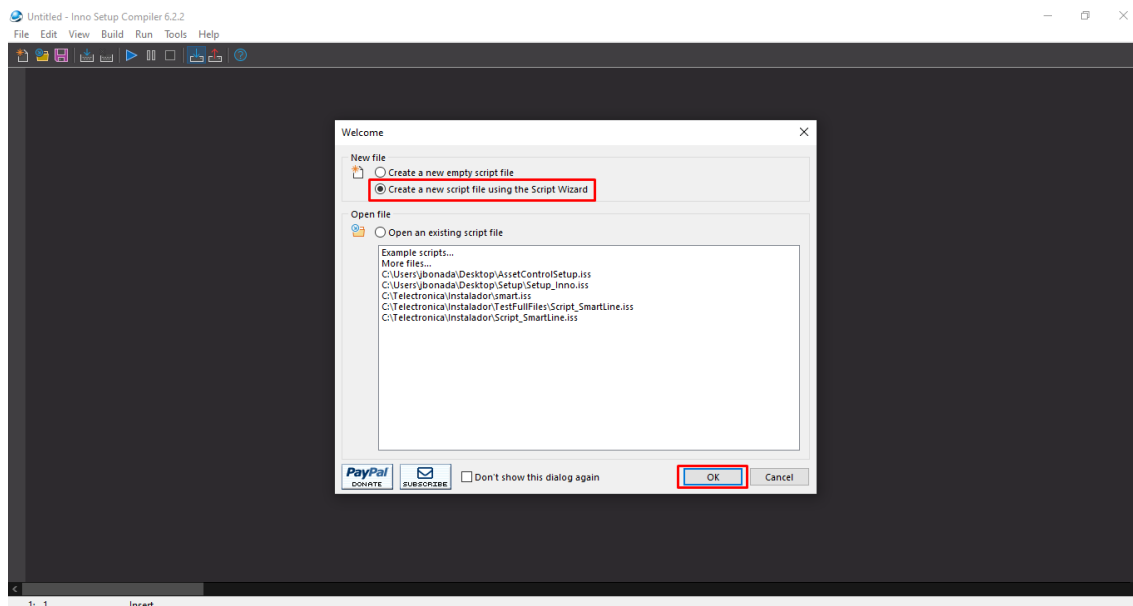 Untitled - Inno Setup Compiler 6.2.2
File Edit View Build Run Tools Help
Welcome
New file
Create a new empty script file
Create a new script file using the Script Wizard
Open file
Open an existing script file
Example scripts...
More files...
C:\Users\jbonada\Desktop\AssetControlSetup.iss
C:\Users\jbonada\Desktop\Setup\Setup_Inno.iss
C:\Telectronica\Instalador\smart.iss
C:\Telectronica\Instalador\TestFullFiles\Script_SmartLine.iss
C:\Telectronica\Instalador\Script_SmartLine.iss
PayPal
DONATE
SUBSCRIBE
Don't show this dialog again
OK
Cancel
1: 1 Insert